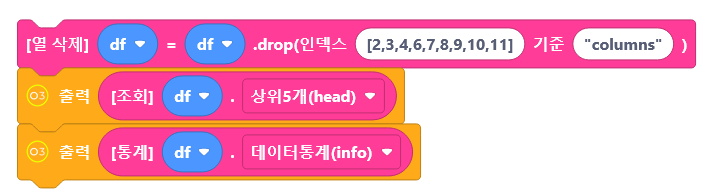 [열 삭제] df = df .drop(인덱스 [2,3,4,6,7,8,9,10,11] 기준 "columns" )
03 출력 [조회] df . 상위5개(head)
03 출력 [통계] df . 데이터통계(info)